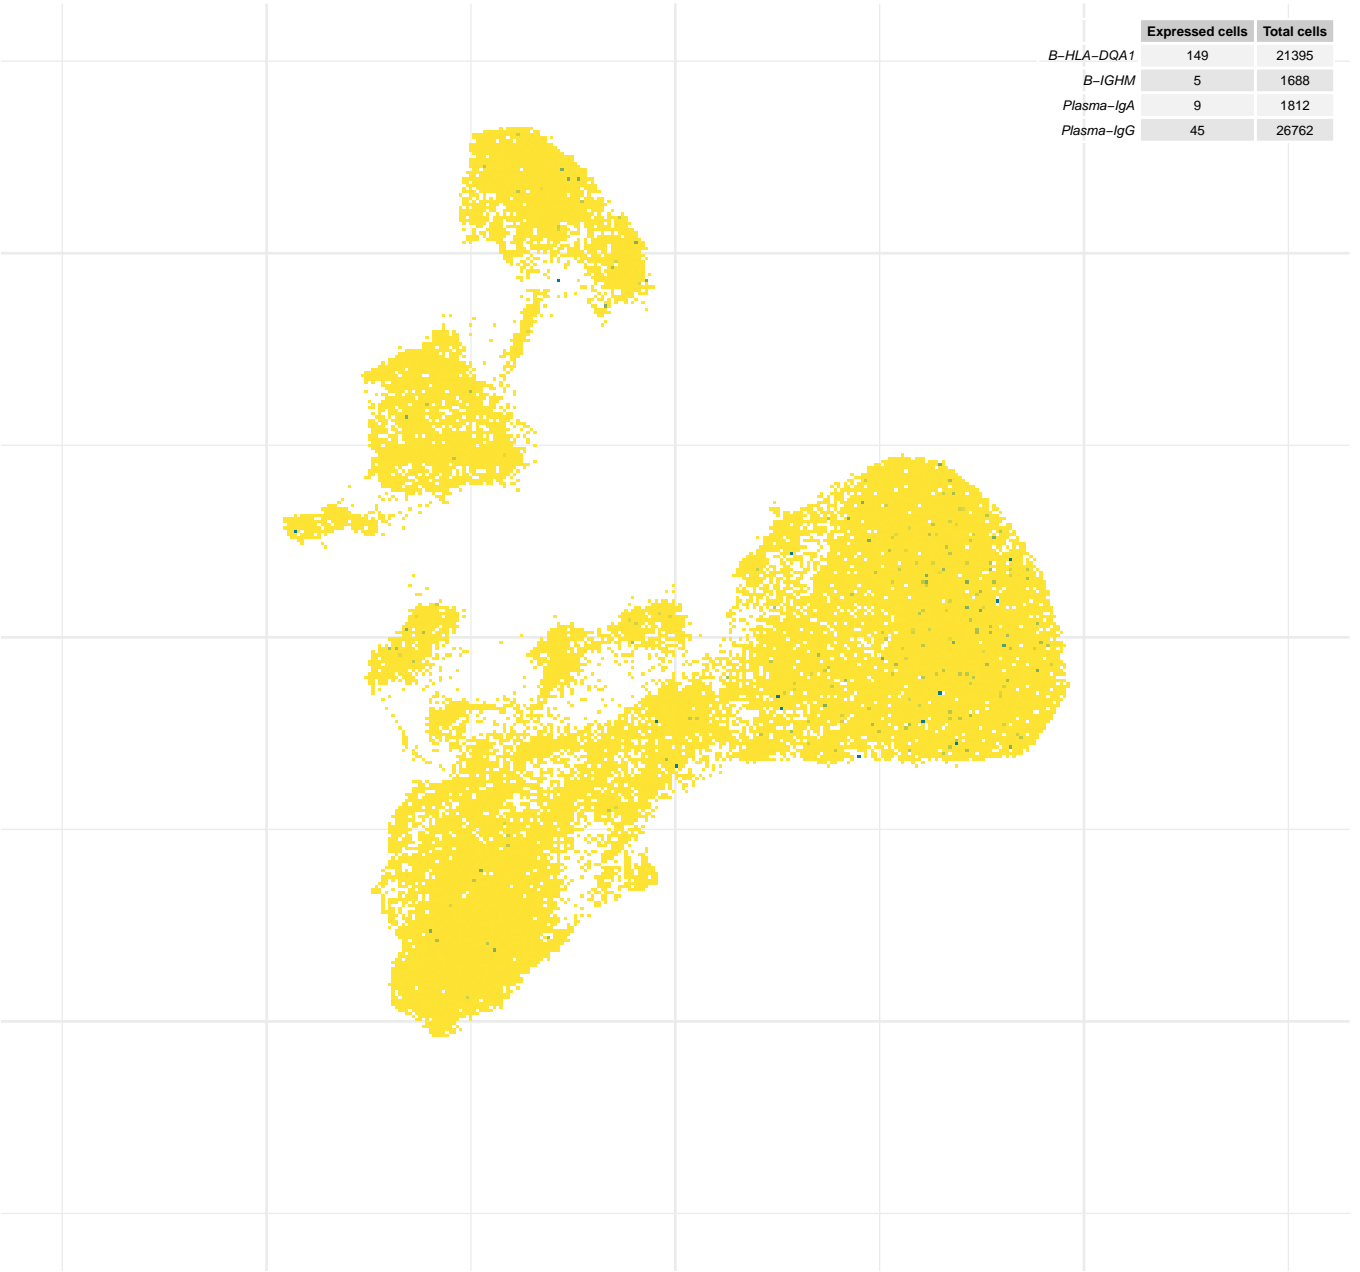 Expressed cells Total cells
B−HLA−DQA1 149 21395
B−IGHM 5 1688
Plasma−IgA 9 1812
Plasma−IgG 45 26762